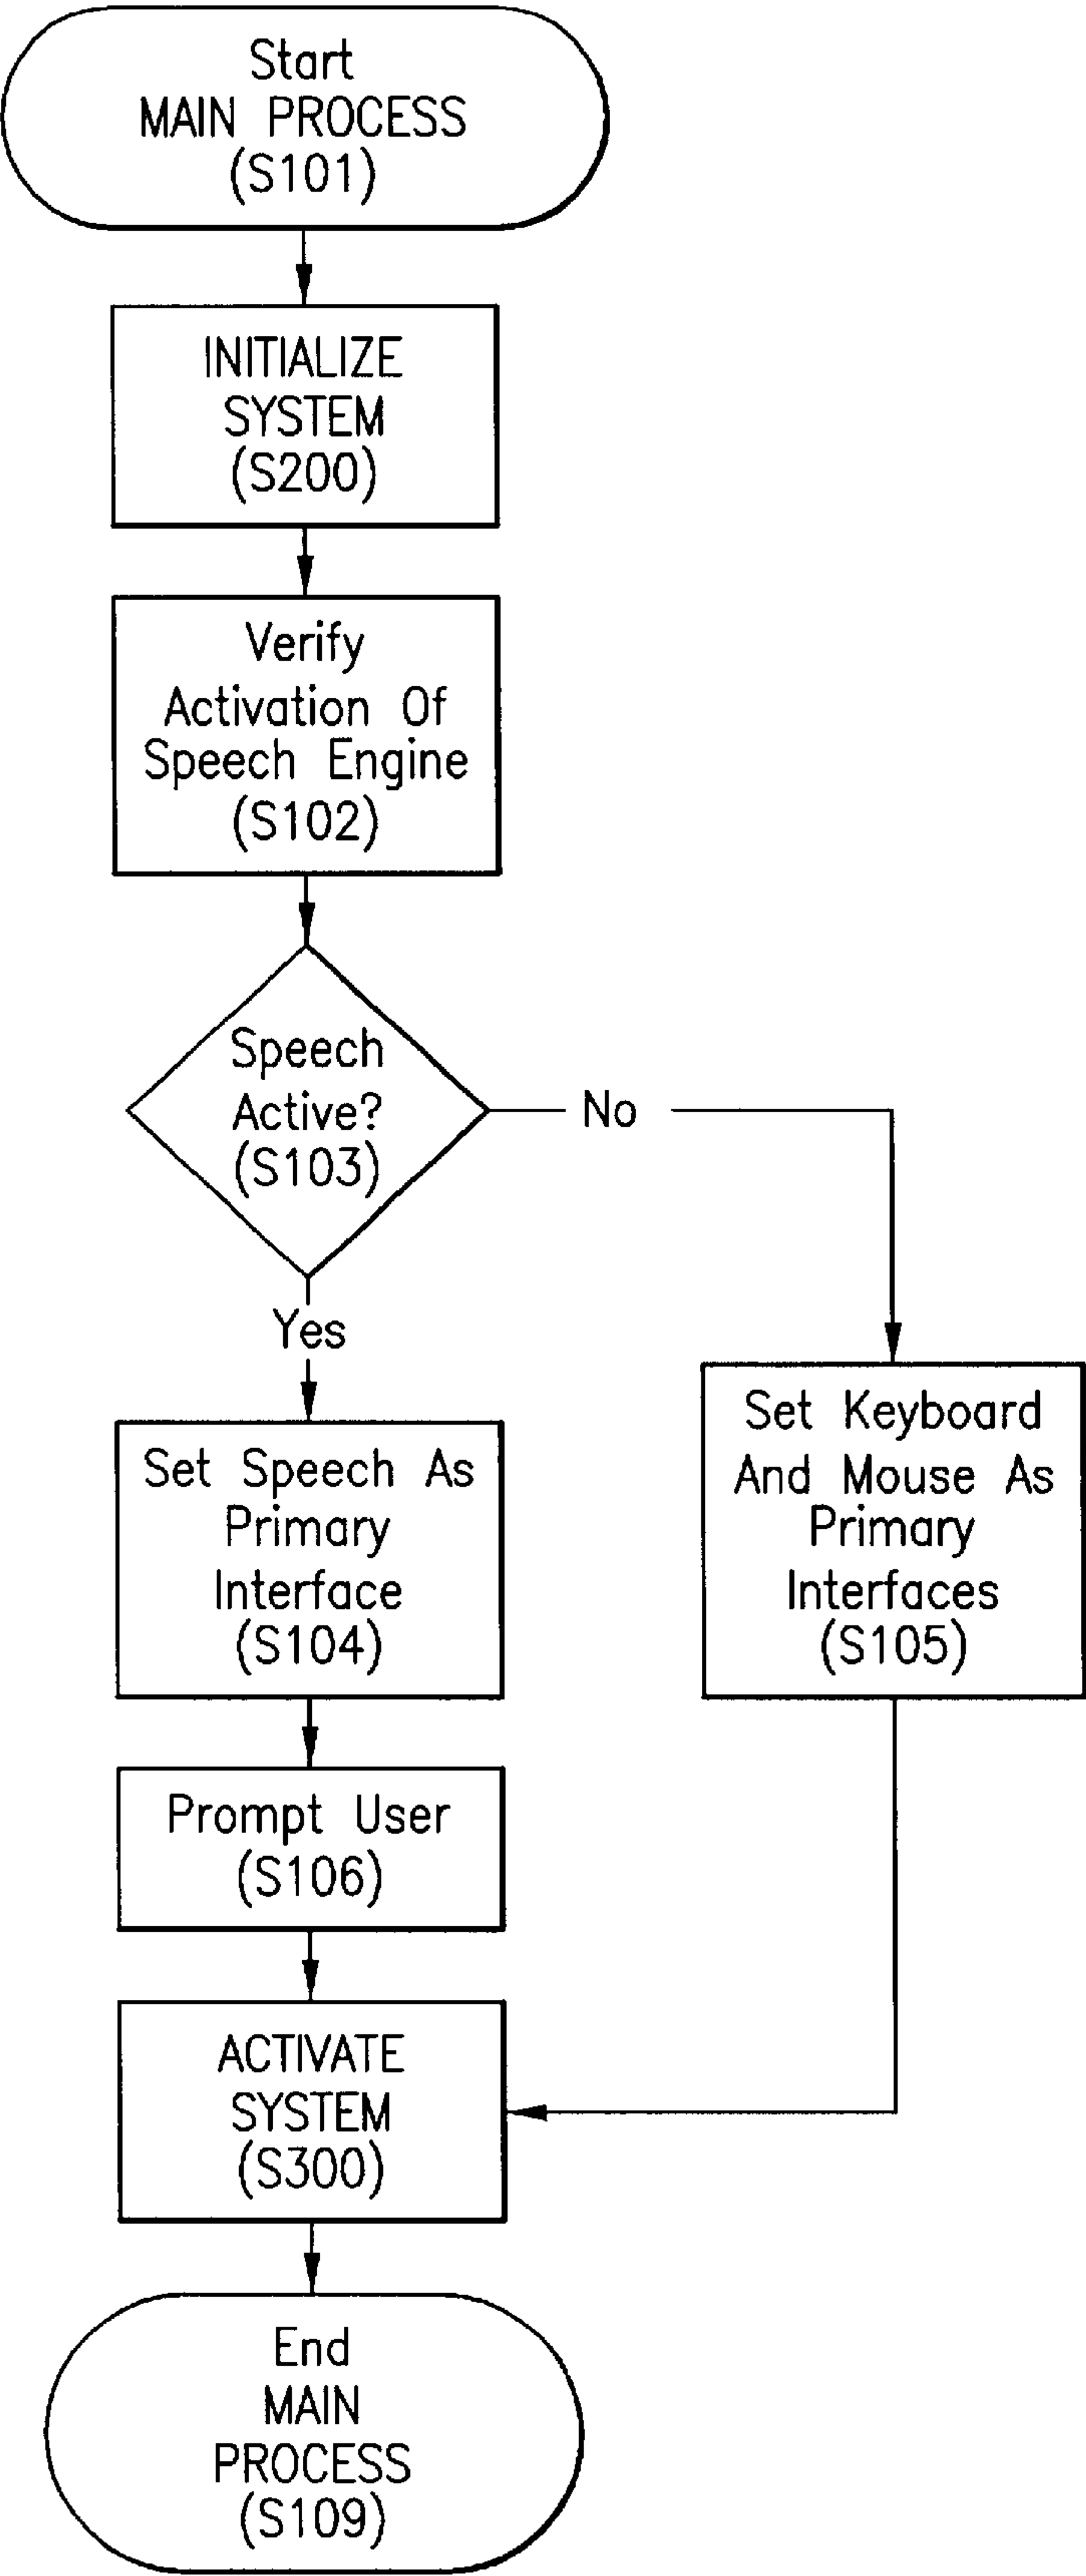 Start
MAIN PROCESS
(S101)
INITIALIZE
SYSTEM
(S200)
Verify
Activation Of
Speech Engine
(S102)
Speech
Active?
(S103)
No
Yes
Set Speech As
Primary
Interface
(S104)
Set Keyboard
And Mouse As
Primary
Interfaces
(S105)
Prompt User
(S106)
ACTIVATE
SYSTEM
(S300)
End
MAIN
PROCESS
(S109)